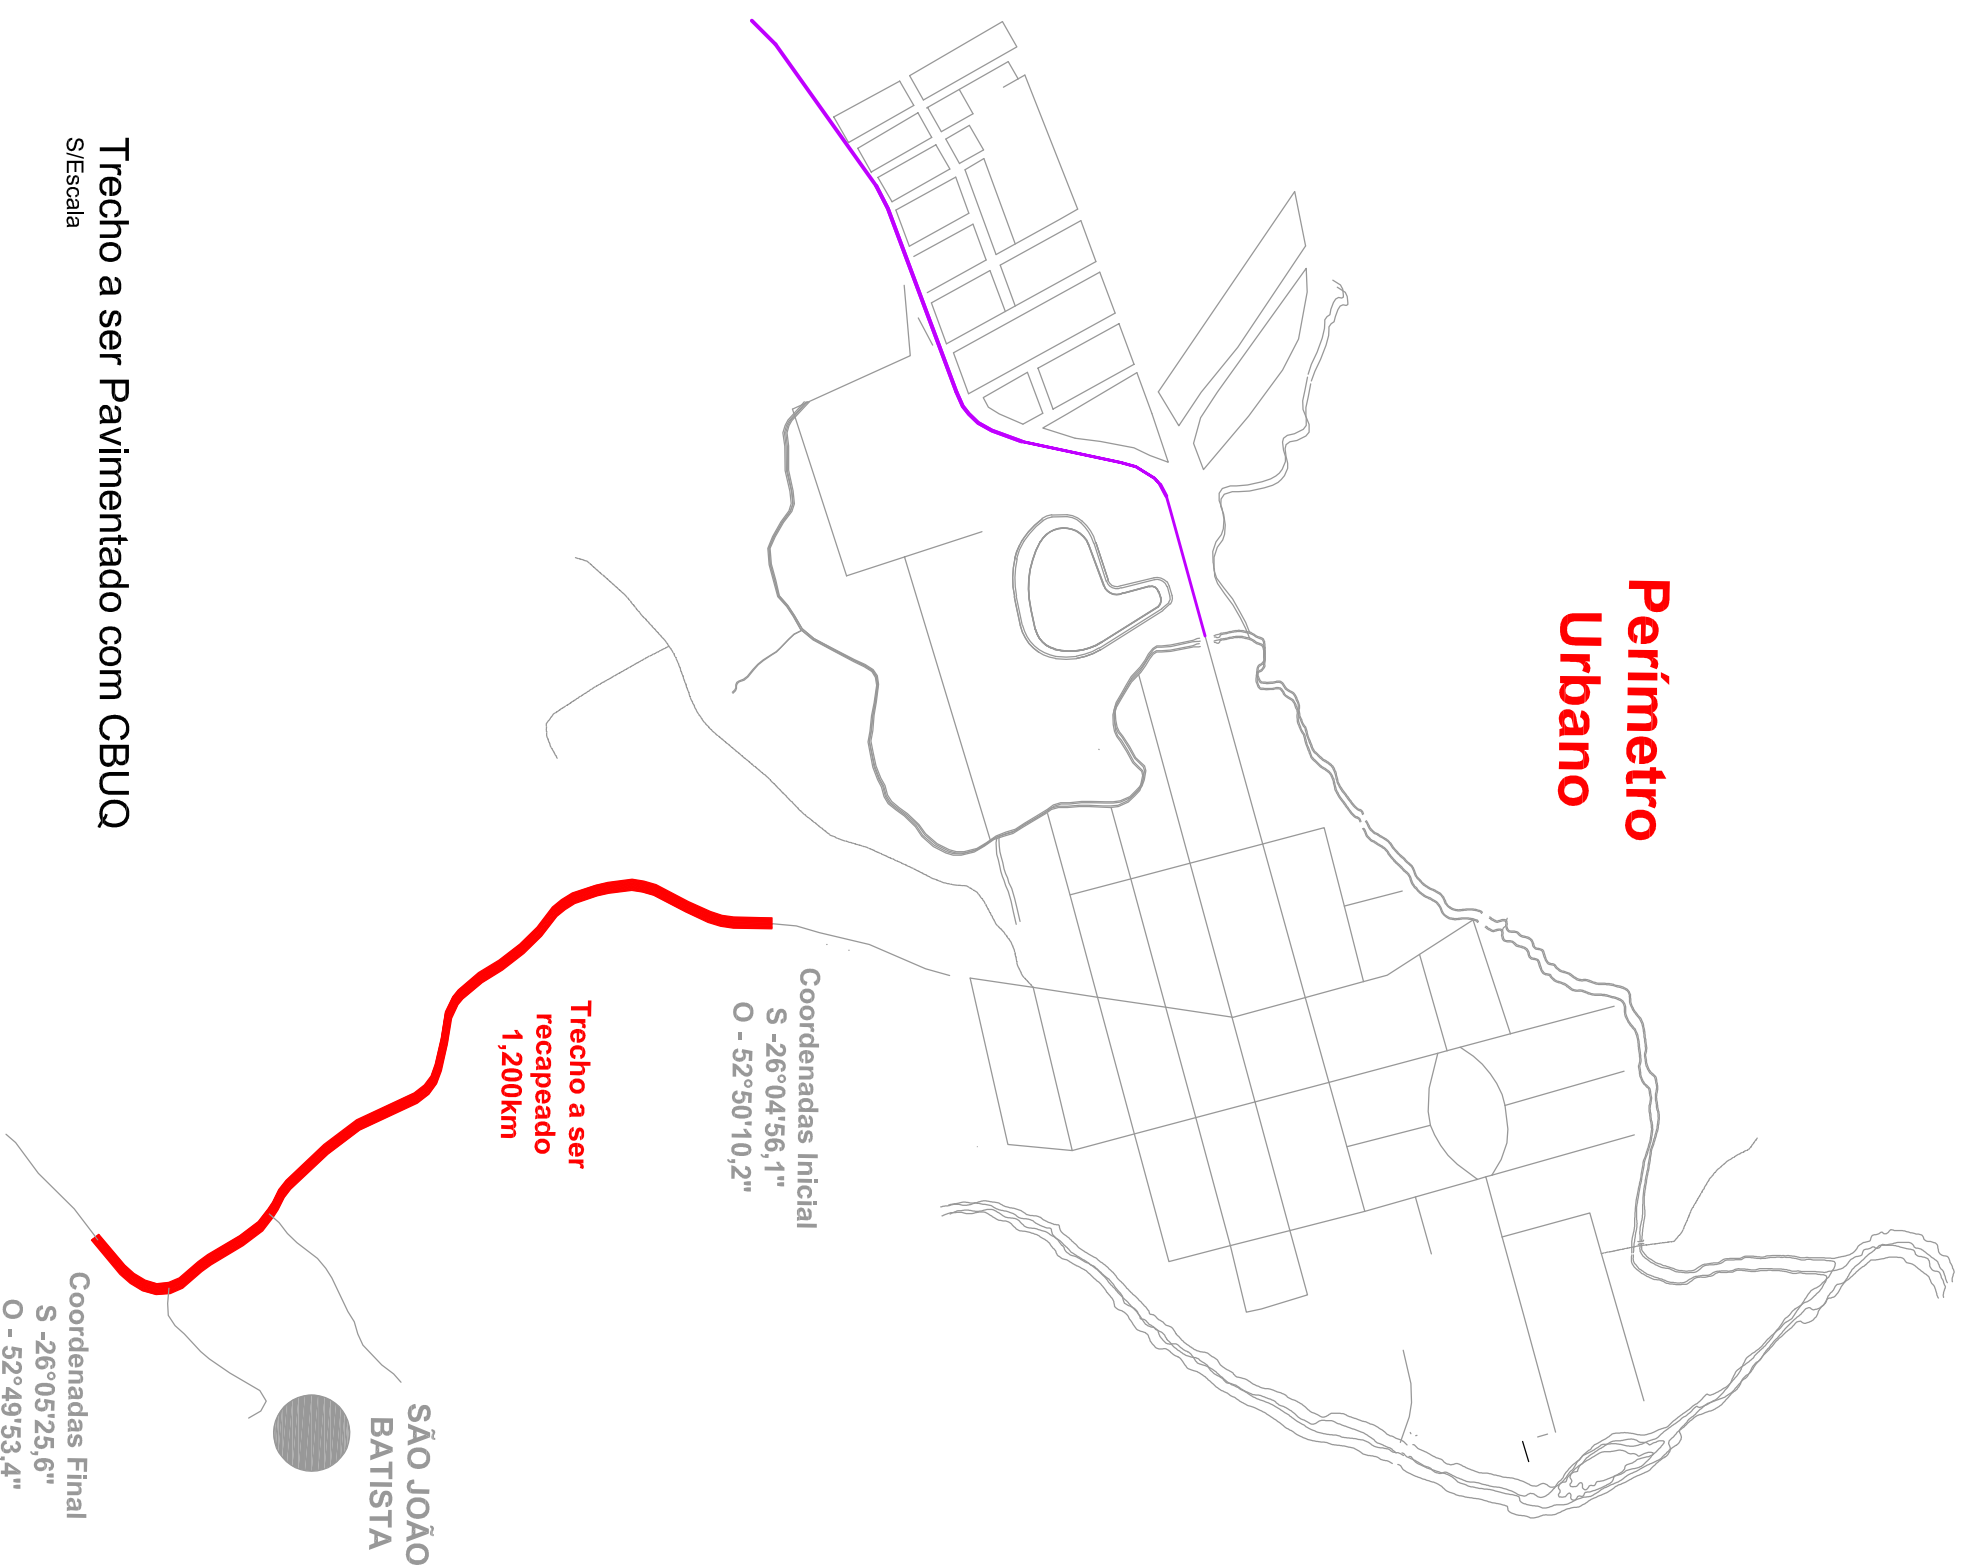 Perímetro
Urbano
Coordenadas Inicial
S -26°04'56,1"
O - 52°50'10,2"
Trecho a ser
recapeado
1,200km
SÃO JOÃO
BATISTA
Trecho a ser Pavimentado com CBUQ
S/Escala
Coordenadas Final
S -26°05'25,6"
O - 52°49'53,4"